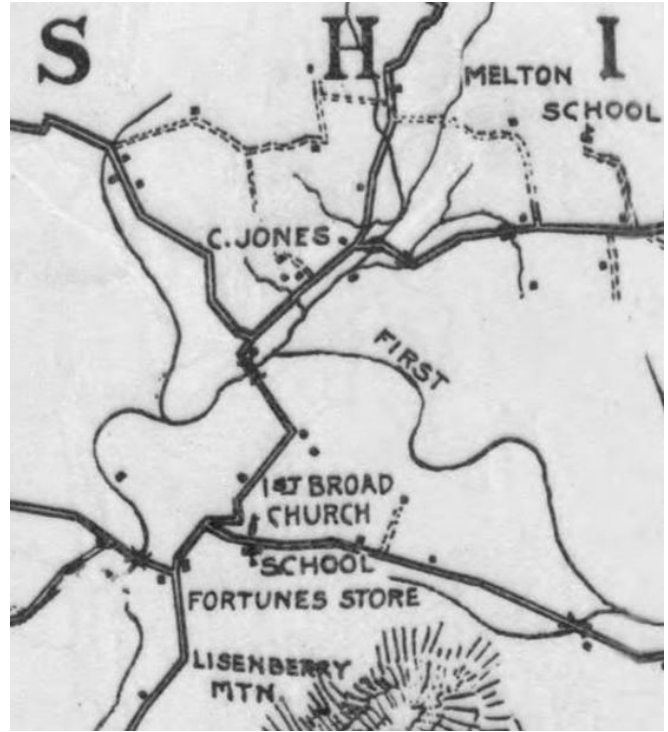 S H I
MELTON
SCHOOL
C. JONES
FIRST
1ST BROAD
CHURCH
SCHOOL
FORTUNES STORE
LISENBERRY
MTN.